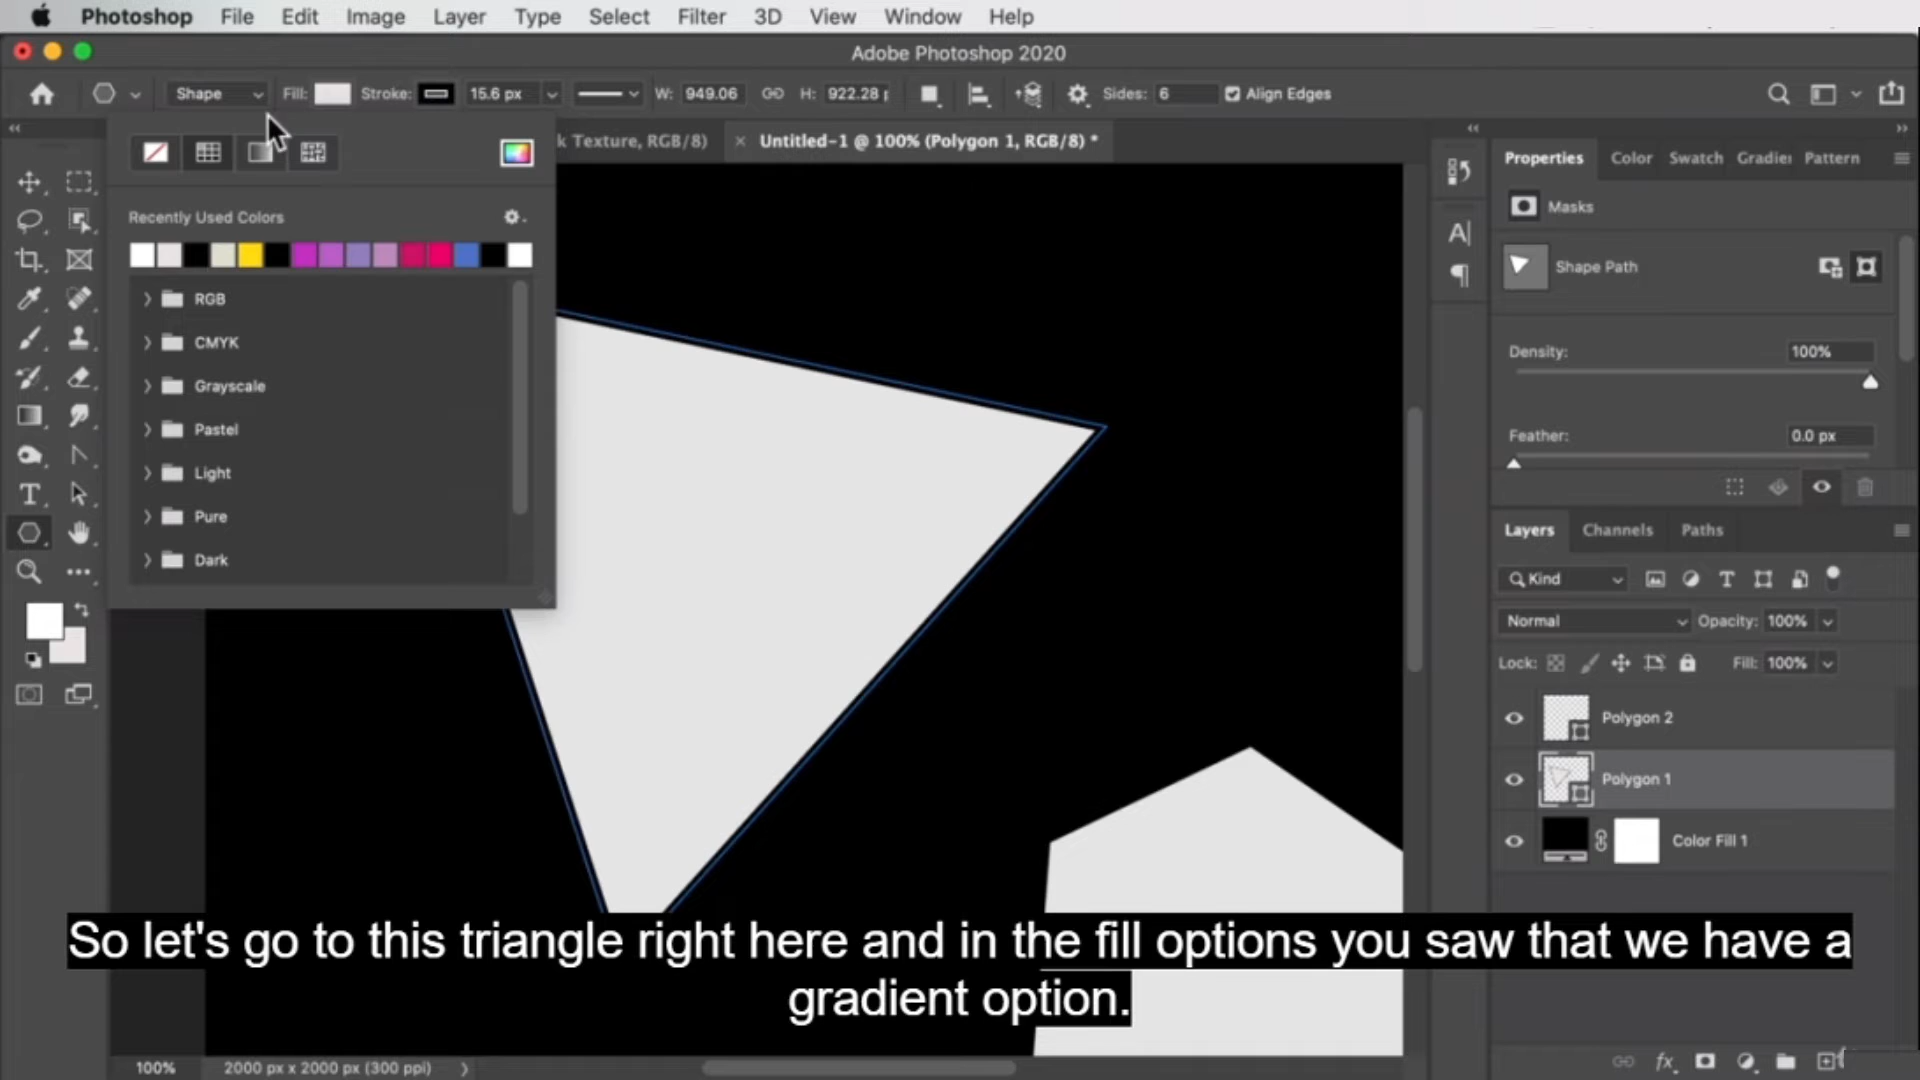 Photoshop File Edit Image Layer Type Select Filter 3D View Window Help
Adobe Photoshop 2020
Shape Fill: Stroke: 15.6 px W: 949.06 H: 922.28 Sides: 6 Align Edges
k Texture, RGB/8) × Untitled-1 @ 100% (Polygon 1, RGB/8) *
Properties Color Swatch Gradie Pattern
Masks
Recently Used Colors
Shape Path
RGB
CMYK
Grayscale
Pastel
Light
Pure
Dark
Density: 100%
Feather: 0.0 px
Layers Channels Paths
Kind
Normal Opacity: 100%
Lock: Fill: 100%
Polygon 2
Polygon 1
Color Fill 1
So let's go to this triangle right here and in the fill options you saw that we have a
gradient option.
100% 2000 px x 2000 px (300 ppi)